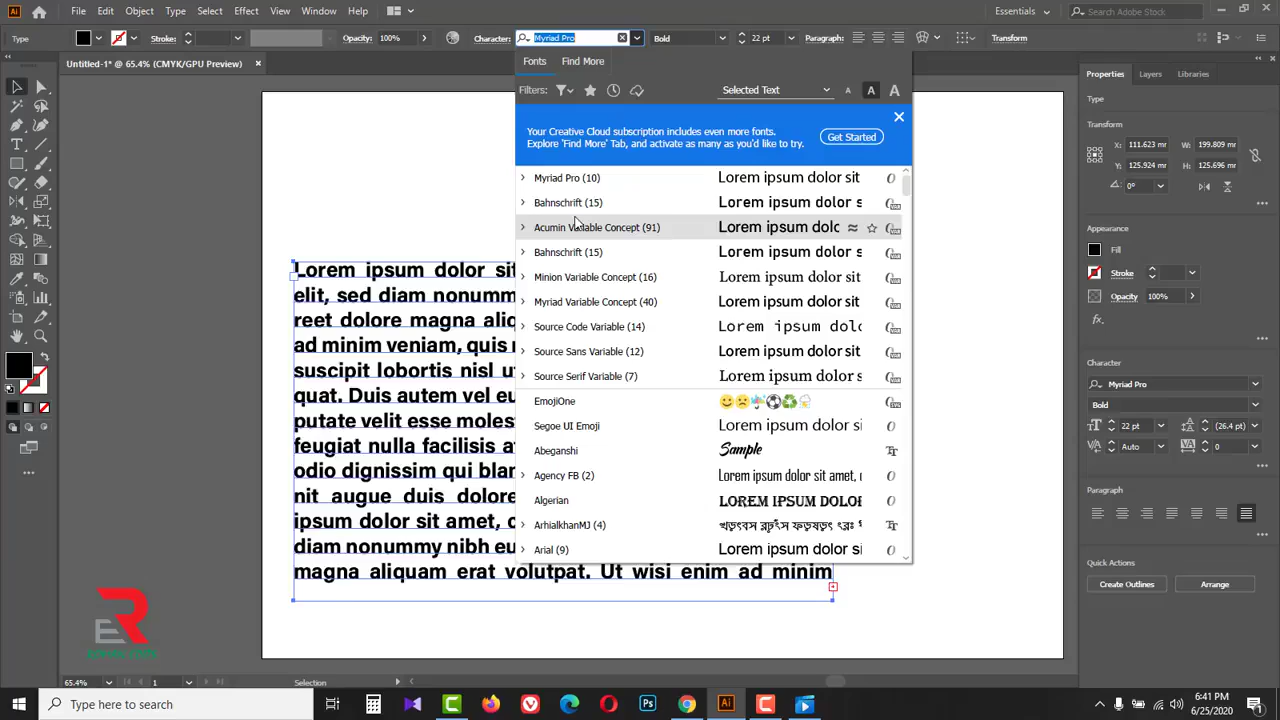 File Edit Object Type Select Effect View Window Help
Essentials
Search Adobe Stock
Type
Opacity: 100%
Character: Myriad Pro
Bold
22 pt
Paragraph:
Transform
Untitled-1* @ 65.4% (CMYK/GPU Preview)
Fonts
Find More
Filters:
Selected Text
A A A
Your Creative Cloud subscription includes even more fonts.
Explore 'Find More' Tab, and activate as many as you'd like to try.
Get Started
Myriad Pro (10) Lorem ipsum dolor sit
Bahnschrift (15) Lorem ipsum dolor s
Acumin Variable Concept (91) Lorem ipsum dolc
Bahnschrift (15) Lorem ipsum dolor s
Minion Variable Concept (16) Lorem ipsum dolor sit
Myriad Variable Concept (40) Lorem ipsum dolor sit
Source Code Variable (14) Lorem ipsum dolo
Source Sans Variable (12) Lorem ipsum dolor sit
Source Serif Variable (7) Lorem ipsum dolor s
EmojiOne
Segoe UI Emoji Lorem ipsum dolor si
Abeganshi Sample
Agency FB (2) Lorem ipsum dolor sit amet,
Algerian LOREM IPSUM DOLOR
ArhialkhanMJ (4)
Arial (9) Lorem ipsum dolor si
Lorem ipsum dolor sit
elit, sed diam nonumm
reet dolore magna aliq
ad minim veniam, quis n
suscipit lobortis nisl u
quat. Duis autem vel eu
putate velit esse moles
feugiat nulla facilisis a
odio dignissim qui blan
nit augue duis dolore
ipsum dolor sit amet, c
diam nonummy nibh eu
magna aliquam erat volutpat. Ut wisi enim ad minim
ER
Properties Layers Libraries
Type
Transform
X: 111.623 mr W: 199.809 mr
Y: 125.924 mr H: 125.696 mr
0°
Appearance
Fill
Stroke
Opacity 100%
fx.
Character
Myriad Pro
Bold
22 pt (26.4 pt)
Auto 0
Paragraph
Quick Actions
Create Outlines
Arrange
65.4% 1 Selection
Type here to search
6:41 PM
6/25/2020